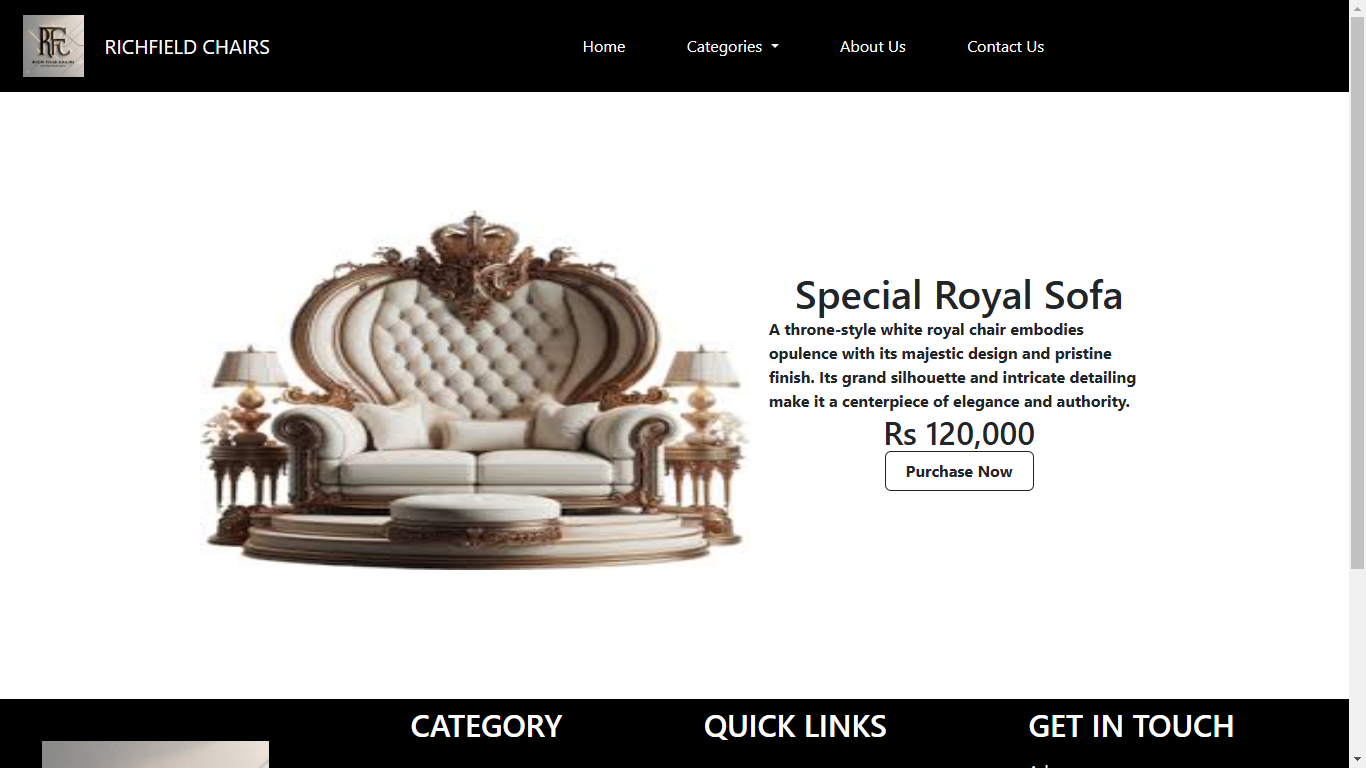 RFC
RICHFIELD CHAIRS
Home
Categories
About Us
Contact Us
Special Royal Sofa
A throne-style white royal chair embodies
opulence with its majestic design and pristine
finish. Its grand silhouette and intricate detailing
make it a centerpiece of elegance and authority.
Rs 120,000
Purchase Now
CATEGORY
QUICK LINKS
GET IN TOUCH